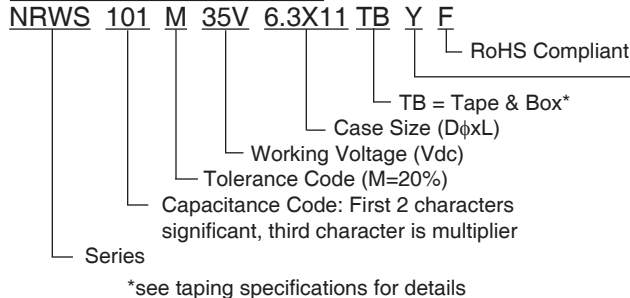 NRWS 101 M 35V 6.3X11 TB Y F
RoHS Compliant
TB = Tape & Box*
Case Size (DϕxL)
Working Voltage (Vdc)
Tolerance Code (M=20%)
Capacitance Code: First 2 characters
significant, third character is multiplier
Series
*see taping specifications for details